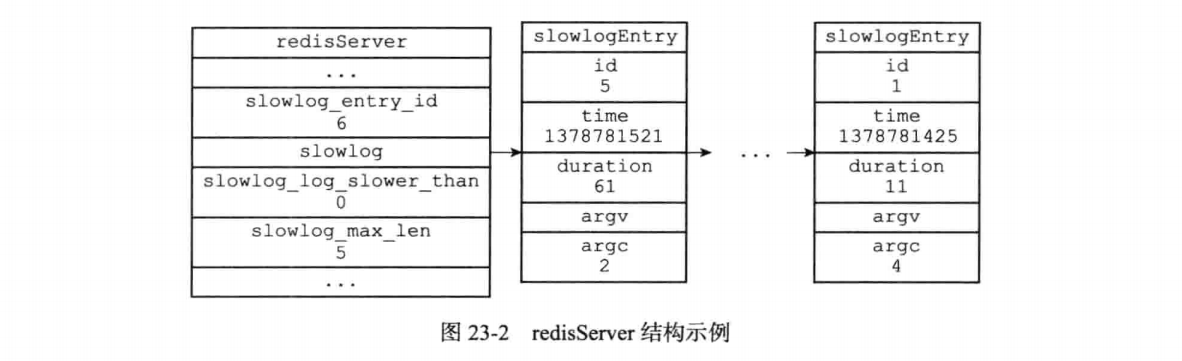 redisServer
...
slowlog_entry_id
6
slowlog
slowlog_log_slower_than
0
slowlog_max_len
5
...
slowlogEntry
id
5
time
1378781521
duration
61
argv
argc
2
...
slowlogEntry
id
1
time
1378781425
duration
11
argv
argc
4
图 23-2 redisServer 结构示例